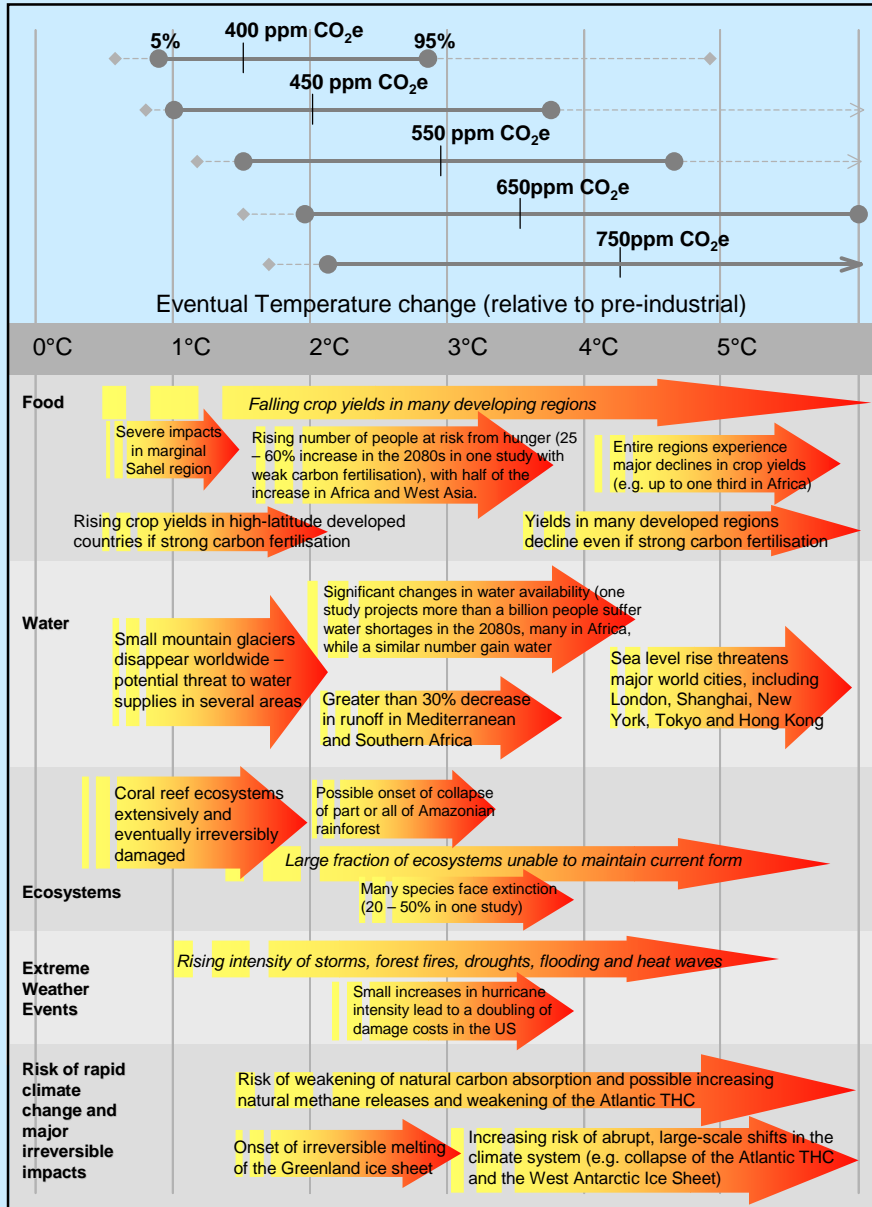 5%
400 ppm CO₂e
95%
450 ppm CO₂e
550 ppm CO₂e
650ppm CO₂e
750ppm CO₂e
Eventual Temperature change (relative to pre-industrial)
0°C 1°C 2°C 3°C 4°C 5°C
Food
Falling crop yields in many developing regions
Severe impacts
in marginal
Sahel region
Rising number of people at risk from hunger (25
– 60% increase in the 2080s in one study with
weak carbon fertilisation), with half of the
increase in Africa and West Asia.
Entire regions experience
major declines in crop yields
(e.g. up to one third in Africa)
Rising crop yields in high-latitude developed
countries if strong carbon fertilisation
Yields in many developed regions
decline even if strong carbon fertilisation
Water
Significant changes in water availability (one
study projects more than a billion people suffer
water shortages in the 2080s, many in Africa,
while a similar number gain water
Small mountain glaciers
disappear worldwide –
potential threat to water
supplies in several areas
Greater than 30% decrease
in runoff in Mediterranean
and Southern Africa
Sea level rise threatens
major world cities, including
London, Shanghai, New
York, Tokyo and Hong Kong
Ecosystems
Coral reef ecosystems
extensively and
eventually irreversibly
damaged
Possible onset of collapse
of part or all of Amazonian
rainforest
Large fraction of ecosystems unable to maintain current form
Many species face extinction
(20 – 50% in one study)
Extreme
Weather
Events
Rising intensity of storms, forest fires, droughts, flooding and heat waves
Small increases in hurricane
intensity lead to a doubling of
damage costs in the US
Risk of rapid
climate
change and
major
irreversible
impacts
Risk of weakening of natural carbon absorption and possible increasing
natural methane releases and weakening of the Atlantic THC
Onset of irreversible melting
of the Greenland ice sheet
Increasing risk of abrupt, large-scale shifts in the
climate system (e.g. collapse of the Atlantic THC
and the West Antarctic Ice Sheet)